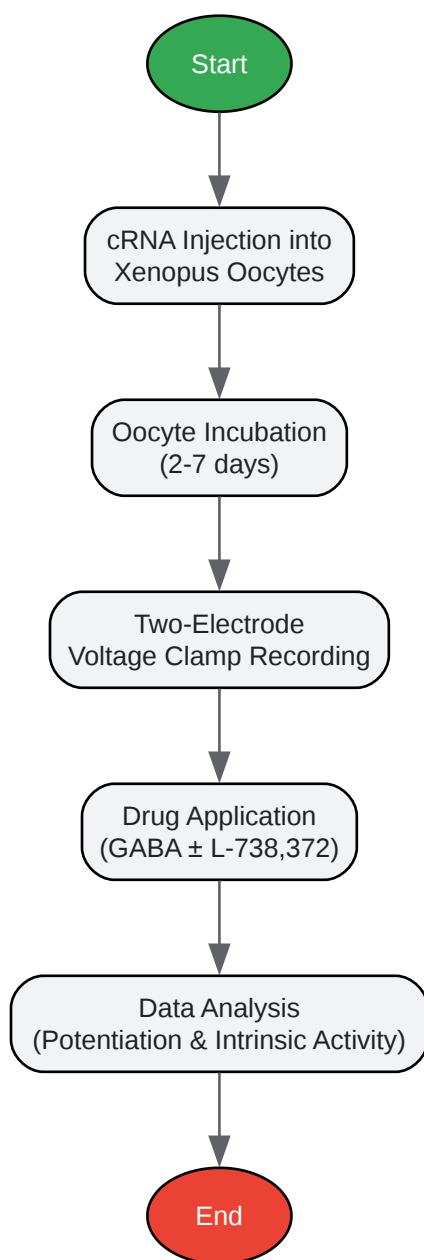 Start
cRNA Injection into
Xenopus Oocytes
Oocyte Incubation
(2-7 days)
Two-Electrode
Voltage Clamp Recording
Drug Application
(GABA ± L-738,372)
Data Analysis
(Potentiation & Intrinsic Activity)
End